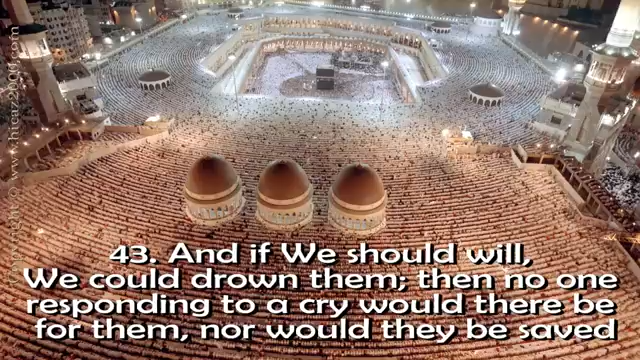 43. And if We should will,
We could drown them; then no one
responding to a cry would there be
for them, nor would they be saved